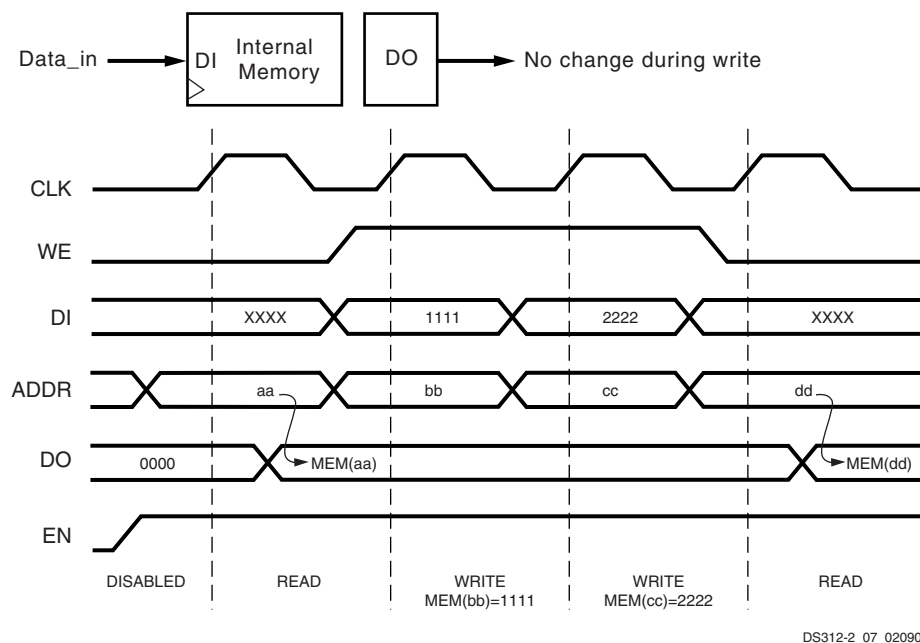 Data_in
DI
Internal
Memory
DO
No change during write
CLK
WE
DI
XXXX
1111
2222
XXXX
ADDR
aa
bb
cc
dd
DO
0000
MEM(aa)
MEM(dd)
EN
DISABLED
READ
WRITE
MEM(bb)=1111
WRITE
MEM(cc)=2222
READ
DS312-2_07_02090